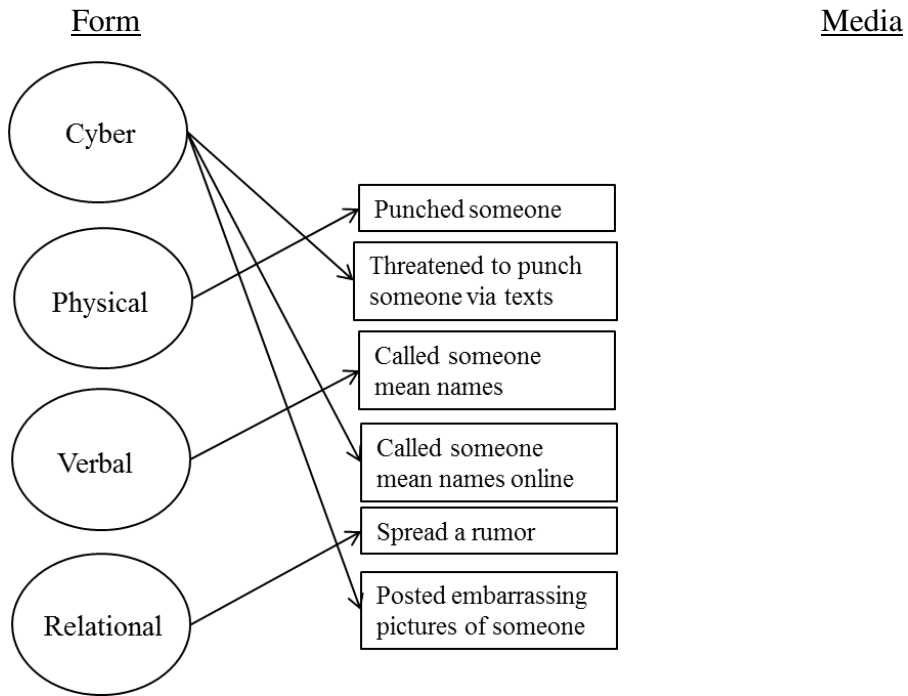 Form
Media
Cyber
Physical
Verbal
Relational
Punched someone
Threatened to punch
someone via texts
Called someone
mean names
Called someone
mean names online
Spread a rumor
Posted embarrassing
pictures of someone